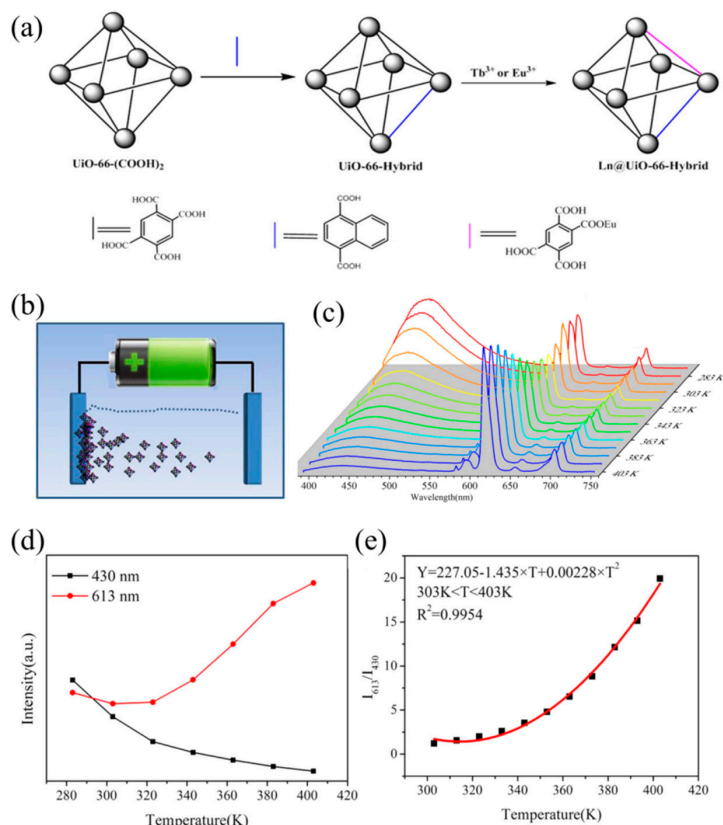 (a)
Tb3+ or Eu3+
UiO-66-(COOH)2
UiO-66-Hybrid
Ln@UiO-66-Hybrid
HOOC
COOH
HOOC
COOH
COOH
COOH
COOH
COOEu
HOOC
COOH
(b)
(c)
283 K
303 K
323 K
343 K
363 K
383 K
403 K
400 450 500 550 600 650 700 750
Wavelength(nm)
(d)
430 nm
613 nm
Intensity(a.u.)
280 300 320 340 360 380 400 420
Temperature(K)
(e)
Y=227.05-1.435×T+0.00228×T2
303K<T<403K
R2=0.9954
I613/I430
20
15
10
5
0
300 320 340 360 380 400 420
Temperature(K)